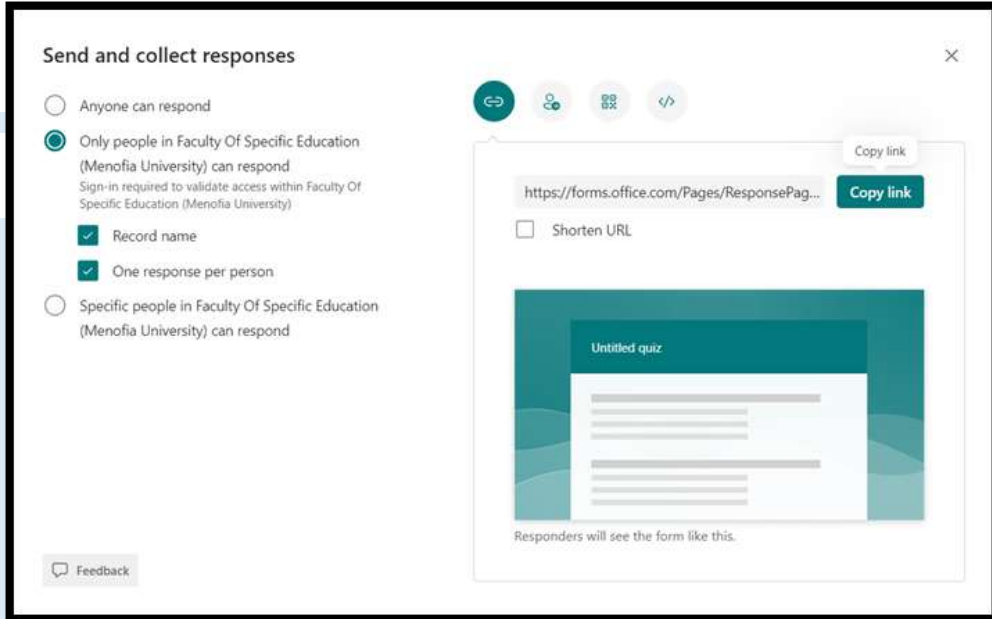 Send and collect responses
Anyone can respond
Only people in Faculty Of Specific Education
(Menofia University) can respond
Sign-in required to validate access within Faculty Of
Specific Education (Menofia University)
Record name
One response per person
Specific people in Faculty Of Specific Education
(Menofia University) can respond
Feedback
Copy link
https://forms.office.com/Pages/ResponsePag... Copy link
Shorten URL
Untitled quiz
Responders will see the form like this.